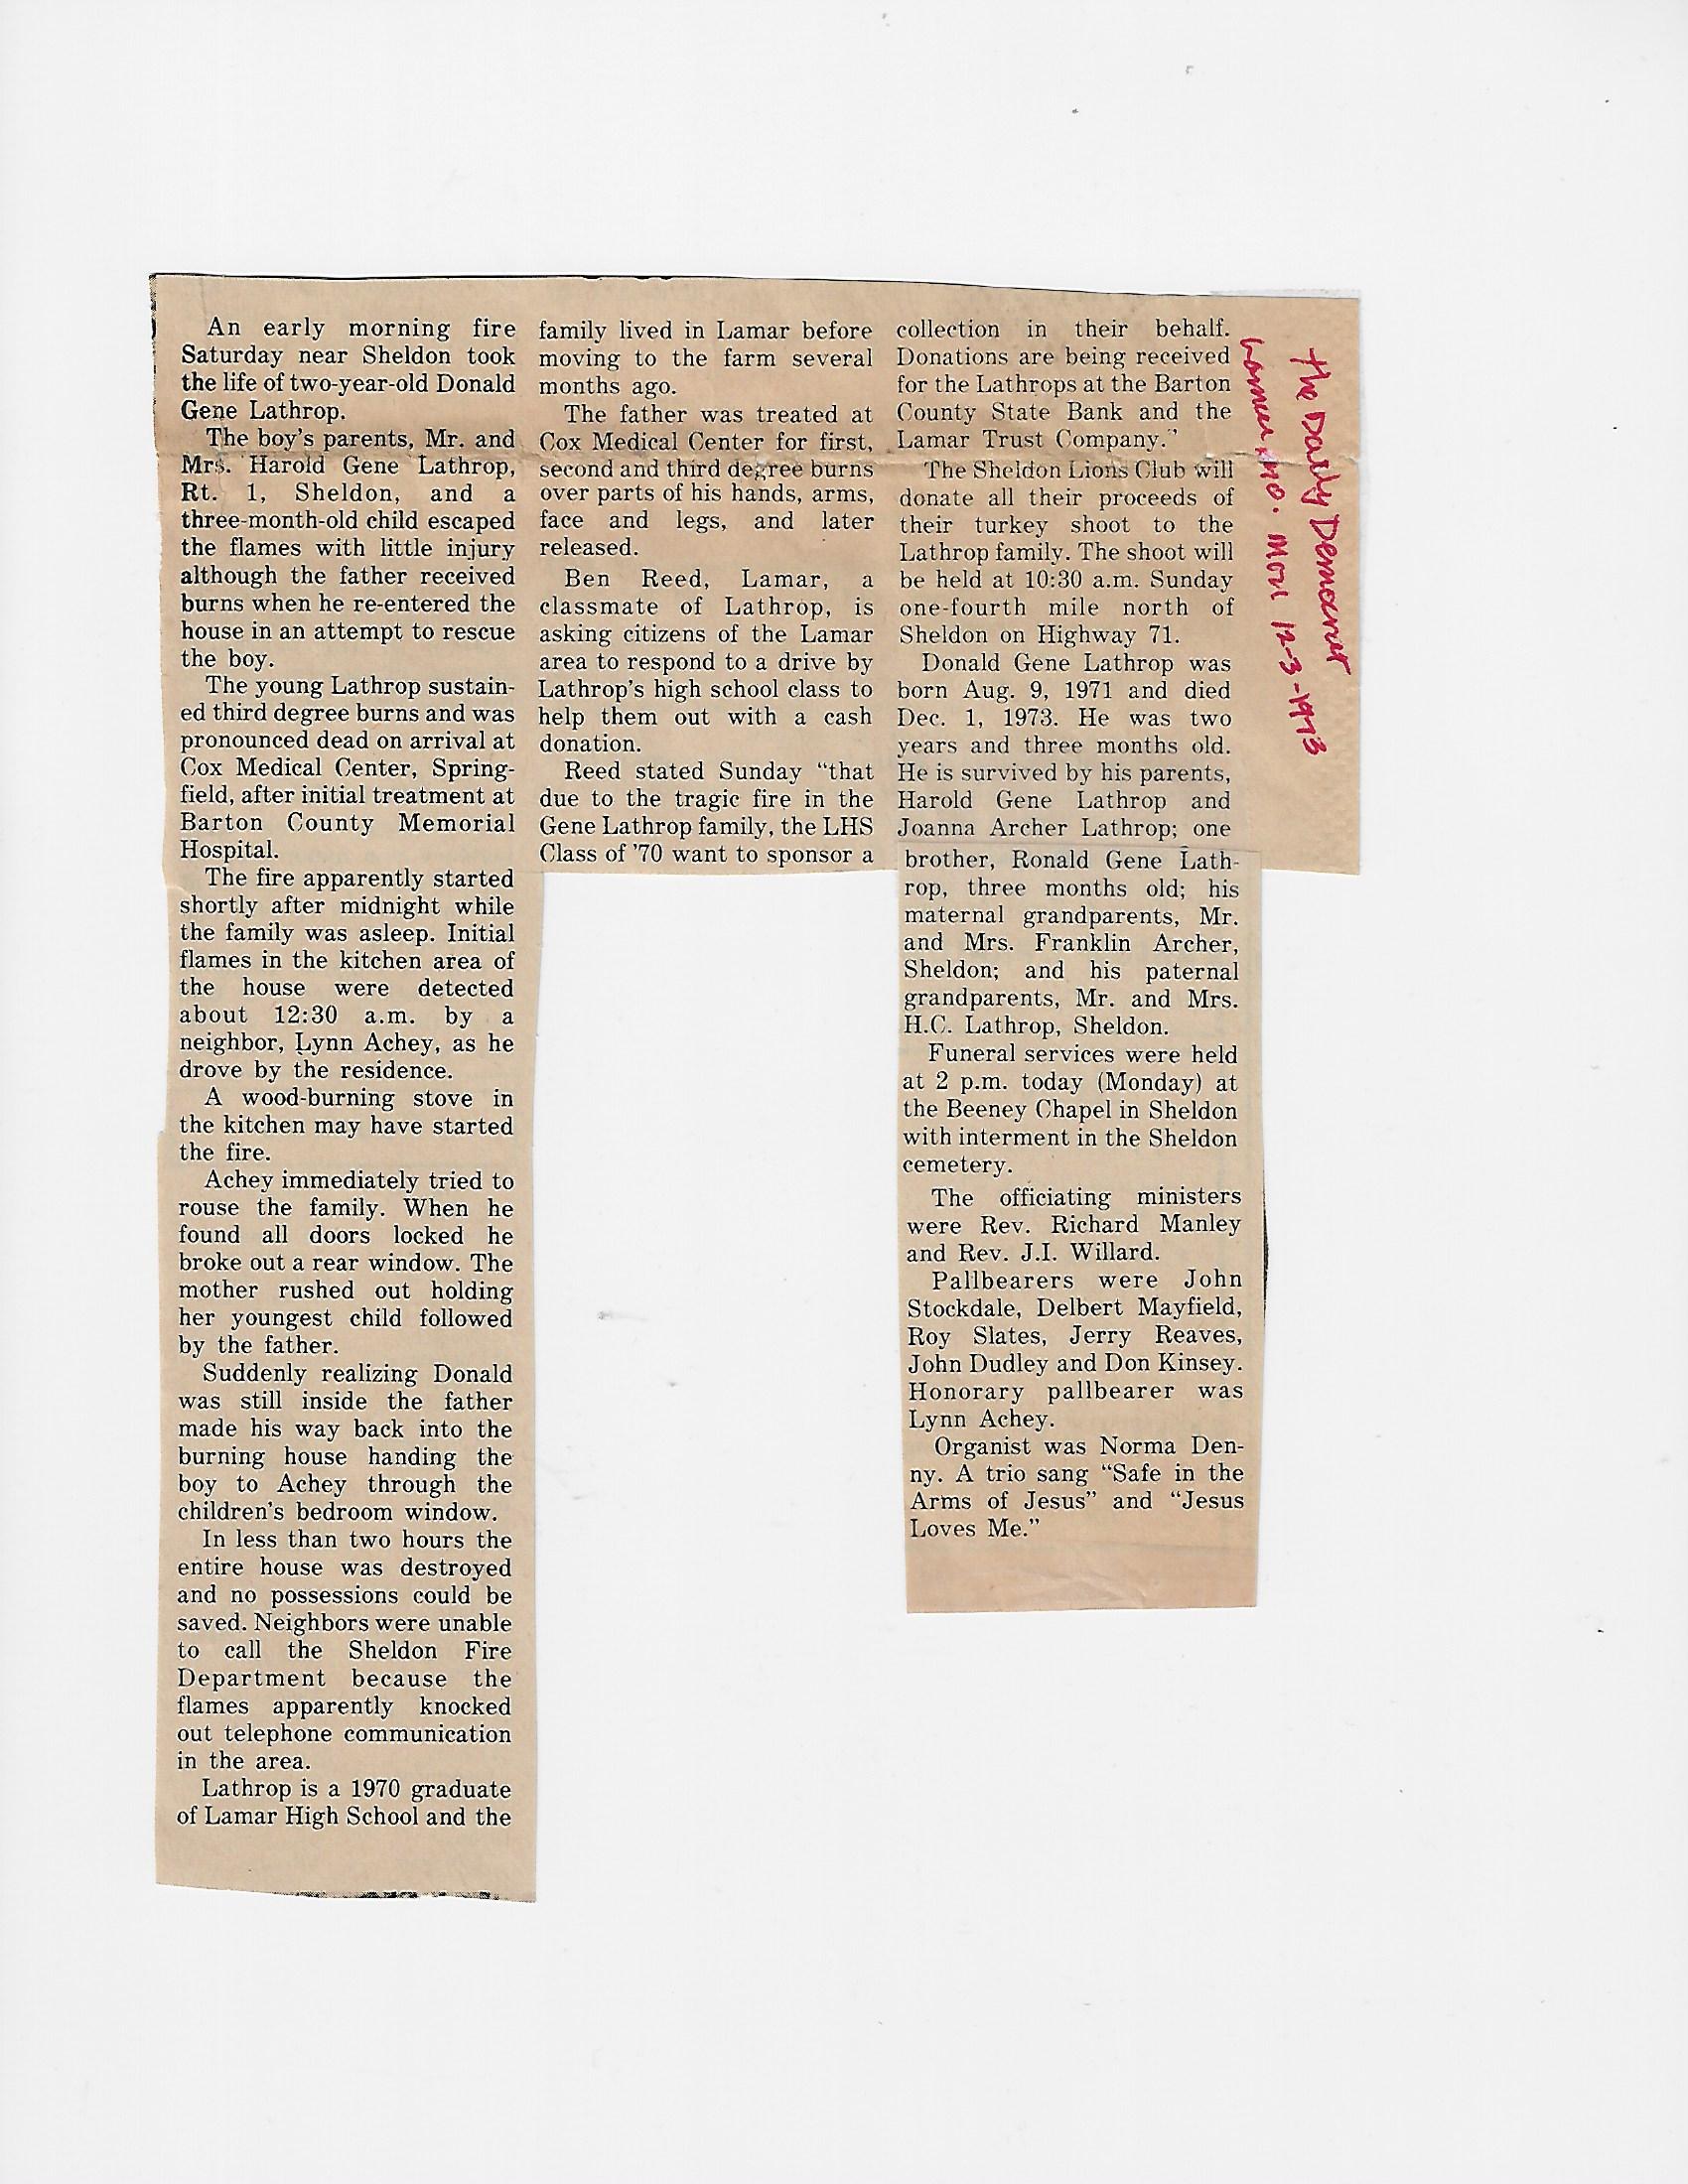 An early morning fire
Saturday near Sheldon took
the life of two-year-old Donald
Gene Lathrop.
The boy's parents, Mr. and
Mrs. Harold Gene Lathrop,
Rt. 1, Sheldon, and a
three-month-old child escaped
the flames with little injury
although the father received
burns when he re-entered the
house in an attempt to rescue
the boy.
The young Lathrop sustain-
ed third degree burns and was
pronounced dead on arrival at
Cox Medical Center, Spring-
field, after initial treatment at
Barton County Memorial
Hospital.
The fire apparently started
shortly after midnight while
the family was asleep. Initial
flames in the kitchen area of
the house were detected
about 12:30 a.m. by a
neighbor, Lynn Achey, as he
drove by the residence.
A wood-burning stove in
the kitchen may have started
the fire.
Achey immediately tried to
rouse the family. When he
found all doors locked he
broke out a rear window. The
mother rushed out holding
her youngest child followed
by the father.
Suddenly realizing Donald
was still inside the father
made his way back into the
burning house handing the
boy to Achey through the
children's bedroom window.
In less than two hours the
entire house was destroyed
and no possessions could be
saved. Neighbors were unable
to call the Sheldon Fire
Department because the
flames apparently knocked
out telephone communication
in the area.
Lathrop is a 1970 graduate
of Lamar High School and the
family lived in Lamar before
moving to the farm several
months ago.
The father was treated at
Cox Medical Center for first,
second and third degree burns
over parts of his hands, arms,
face and legs, and later
released.
Ben Reed, Lamar, a
classmate of Lathrop, is
asking citizens of the Lamar
area to respond to a drive by
Lathrop's high school class to
help them out with a cash
donation.
Reed stated Sunday "that
due to the tragic fire in the
Gene Lathrop family, the LHS
Class of '70 want to sponsor a
collection in their behalf.
Donations are being received
for the Lathrops at the Barton
County State Bank and the
Lamar Trust Company."
The Sheldon Lions Club will
donate all their proceeds of
their turkey shoot to the
Lathrop family. The shoot will
be held at 10:30 a.m. Sunday
one-fourth mile north of
Sheldon on Highway 71.
Donald Gene Lathrop was
born Aug. 9, 1971 and died
Dec. 1, 1973. He was two
years and three months old.
He is survived by his parents,
Harold Gene Lathrop and
Joanna Archer Lathrop; one
brother, Ronald Gene Lath-
rop, three months old; his
maternal grandparents, Mr.
and Mrs. Franklin Archer,
Sheldon; and his paternal
grandparents, Mr. and Mrs.
H.C. Lathrop, Sheldon.
Funeral services were held
at 2 p.m. today (Monday) at
the Beeney Chapel in Sheldon
with interment in the Sheldon
cemetery.
The officiating ministers
were Rev. Richard Manley
and Rev. J.I. Willard.
Pallbearers were John
Stockdale, Delbert Mayfield,
Roy Slates, Jerry Reaves,
John Dudley and Don Kinsey.
Honorary pallbearer was
Lynn Achey.
Organist was Norma Den-
ny. A trio sang "Safe in the
Arms of Jesus" and "Jesus
Loves Me."
The Daily Democrat
Lamar, MO. Mon 12-3-1973